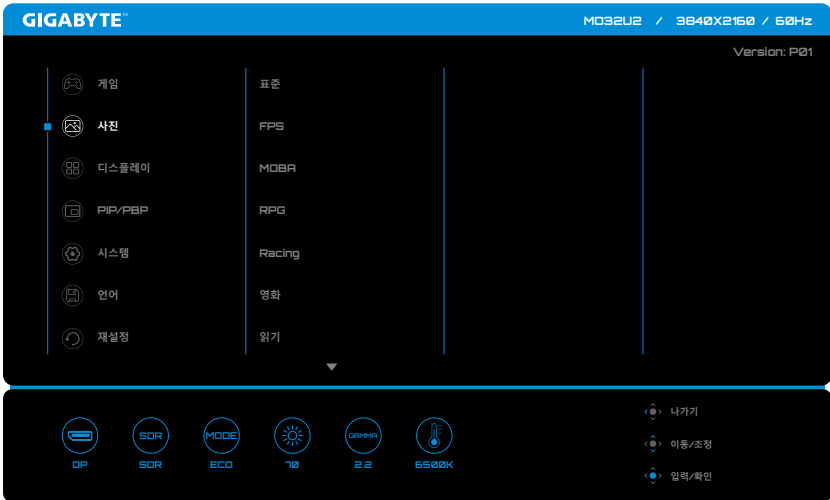 GIGABYTE™
MO32U2 / 3840X2160 / 60Hz
Version: P01
게임
표준
사진
FPS
디스플레이
MOBA
PIP/PBP
RPG
시스템
Racing
언어
영화
재설정
읽기
나가기
SDR
MODE
GAMMA
이동/조정
DP
SDR
ECO
70
2.2
6500K
입력/확인